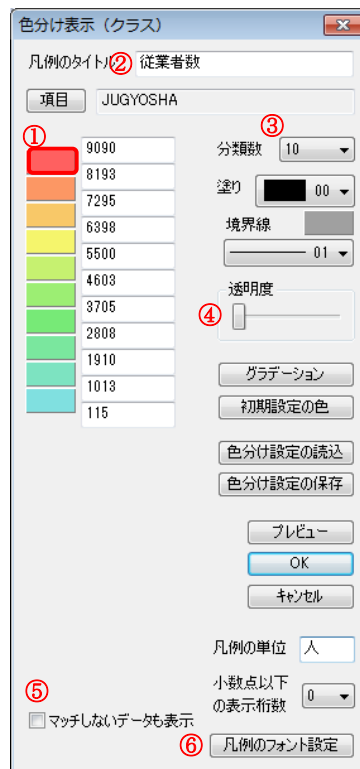 色分け表示（クラス）
凡例のタイトル ② 従業者数
項目 JUGYOSHA
①
9090
8193
7295
6398
5500
4603
3705
2808
1910
1013
115
③
分類数 10
塗り 00
境界線
01
透明度
④
グラデーション
初期設定の色
色分け設定の読込
色分け設定の保存
プレビュー
OK
キャンセル
凡例の単位 人
小数点以下
の表示桁数 0
⑤
マッチしないデータも表示
⑥ 凡例のフォント設定